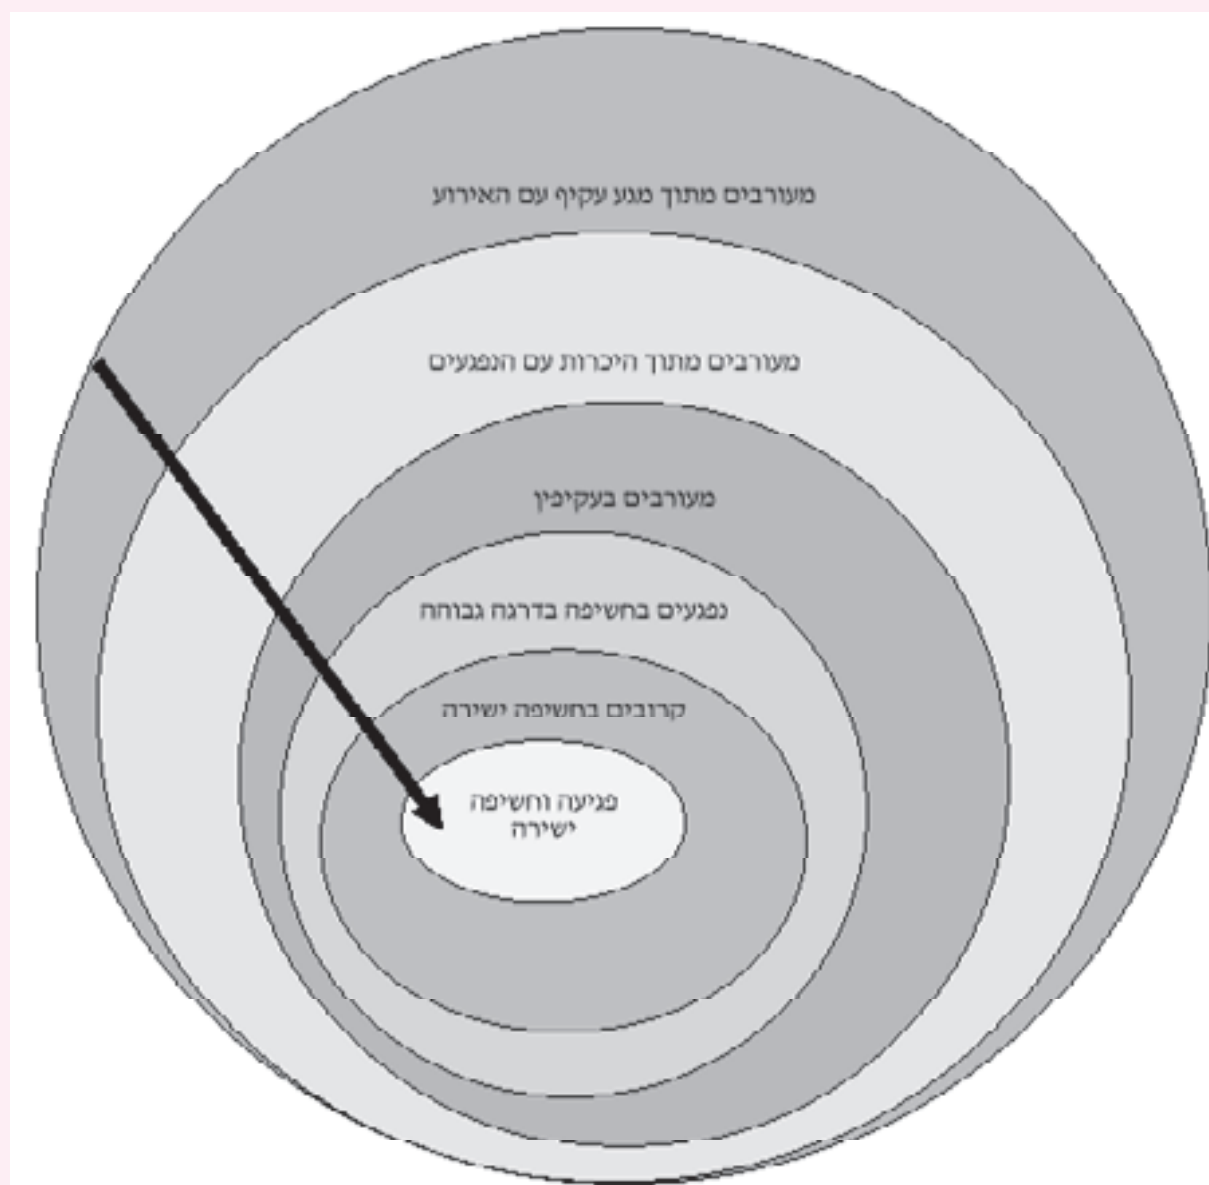 מעורבים מתוך מגע עקיף עם האירוע
מעורבים מתוך היכרות עם הנפגעים
מעורבים בעקיפין
נפגעים בחשיפה בדרגה גבוהה
קרובים בחשיפה ישירה
פגיעה וחשיפה
ישירה